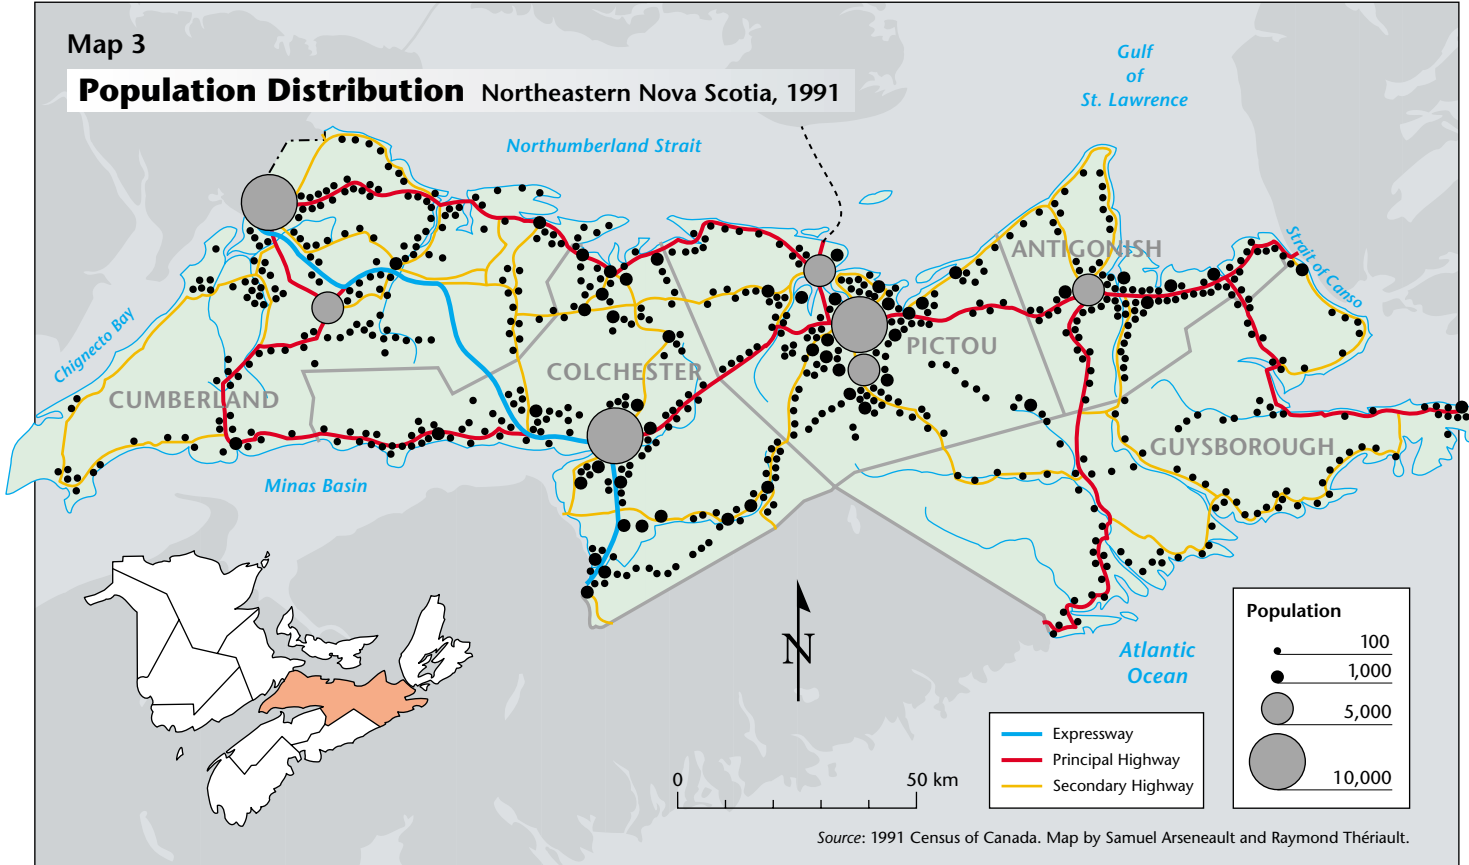 Map 3
Population Distribution Northeastern Nova Scotia, 1991
Gulf
of
St. Lawrence
Northumberland Strait
ANTIGONISH
Strait of Canso
Chignecto Bay
PICTOU
COLCHESTER
CUMBERLAND
GUYSBOROUGH
Minas Basin
N
Atlantic
Ocean
Population
100
1,000
5,000
10,000
Expressway
Principal Highway
Secondary Highway
0 50 km
Source: 1991 Census of Canada. Map by Samuel Arseneault and Raymond Thériault.